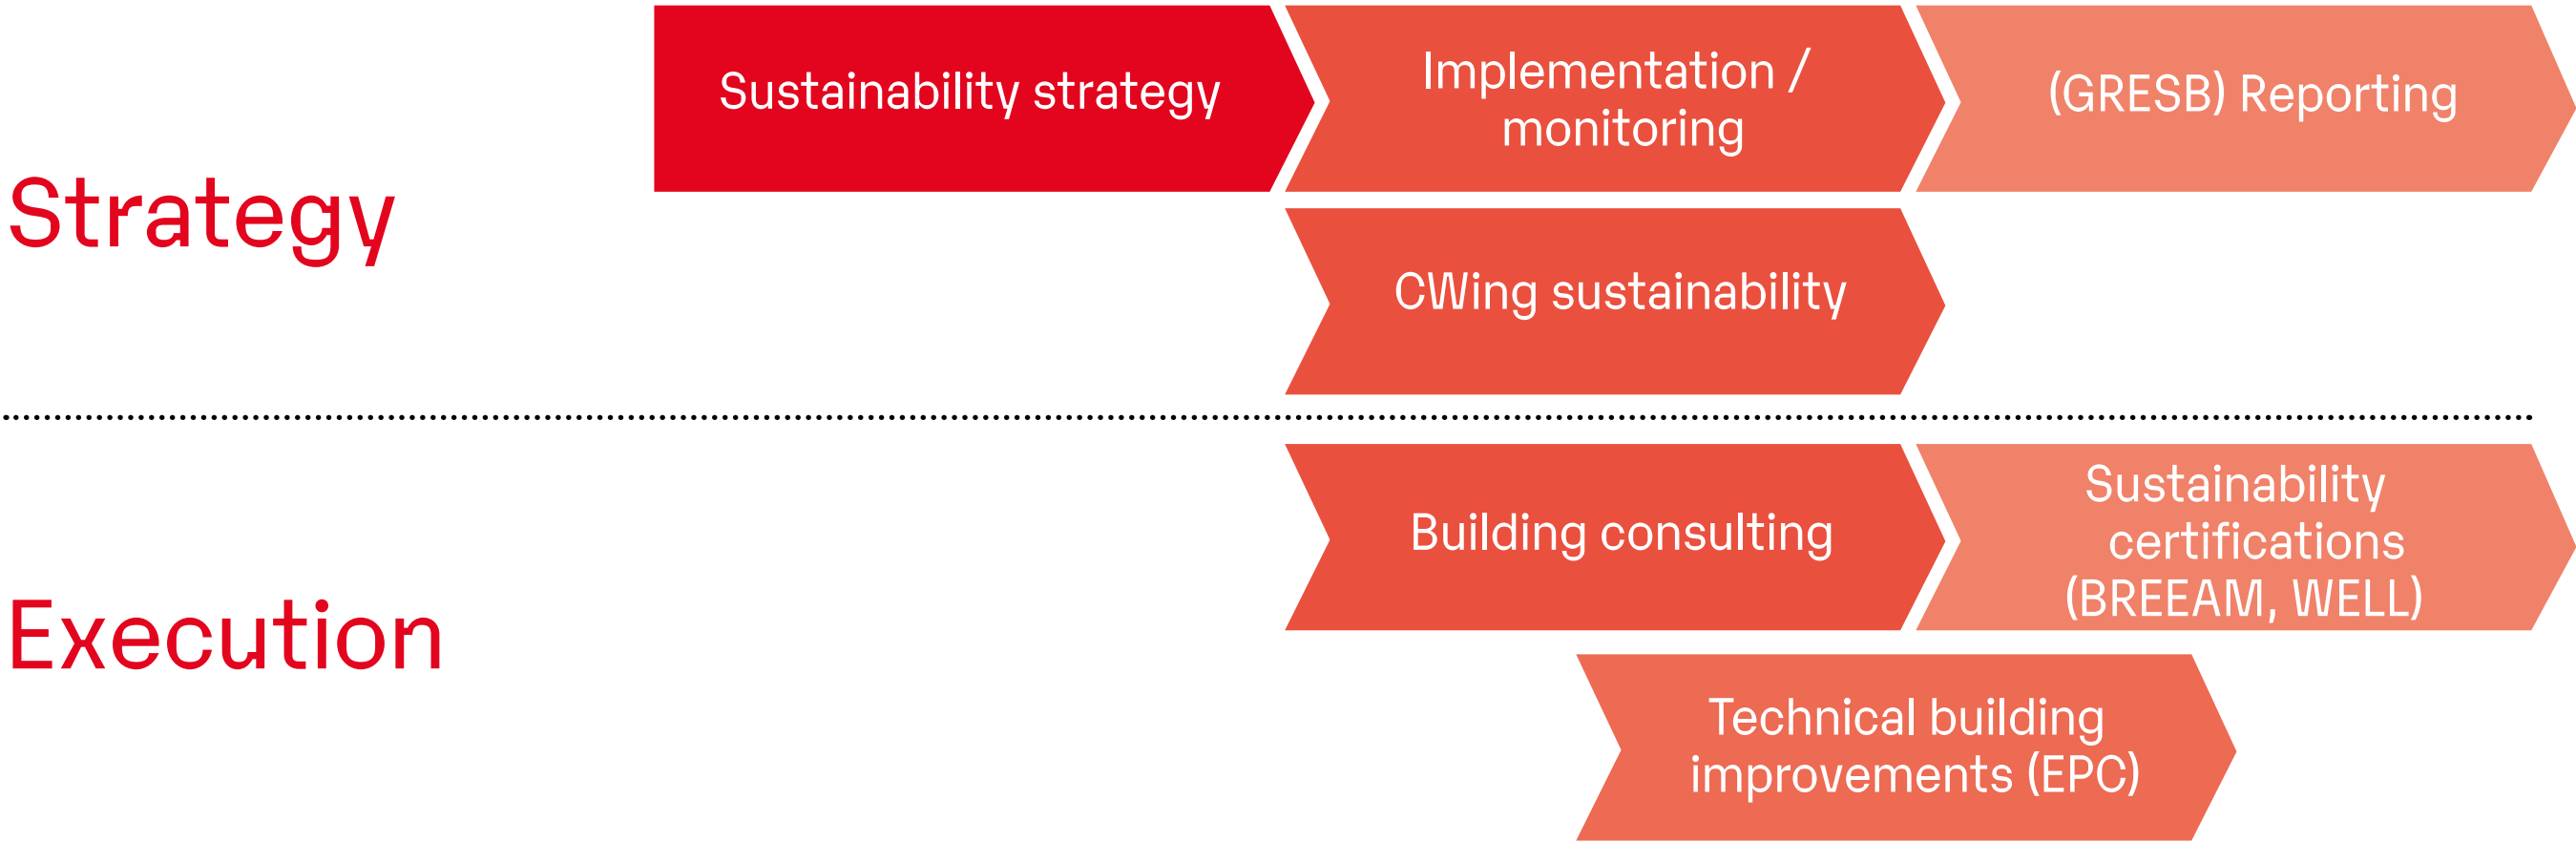 Strategy
Sustainability strategy
Implementation /
monitoring
(GRESB) Reporting
CWing sustainability
Execution
Building consulting
Sustainability
certifications
(BREEAM, WELL)
Technical building
improvements (EPC)